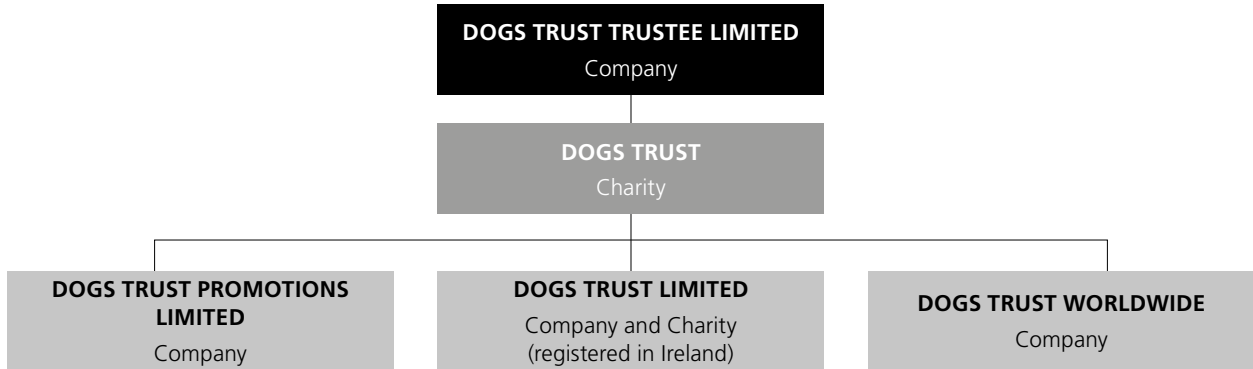 DOGS TRUST TRUSTEE LIMITED
Company
DOGS TRUST
Charity
DOGS TRUST PROMOTIONS
LIMITED
Company
DOGS TRUST LIMITED
Company and Charity
(registered in Ireland)
DOGS TRUST WORLDWIDE
Company